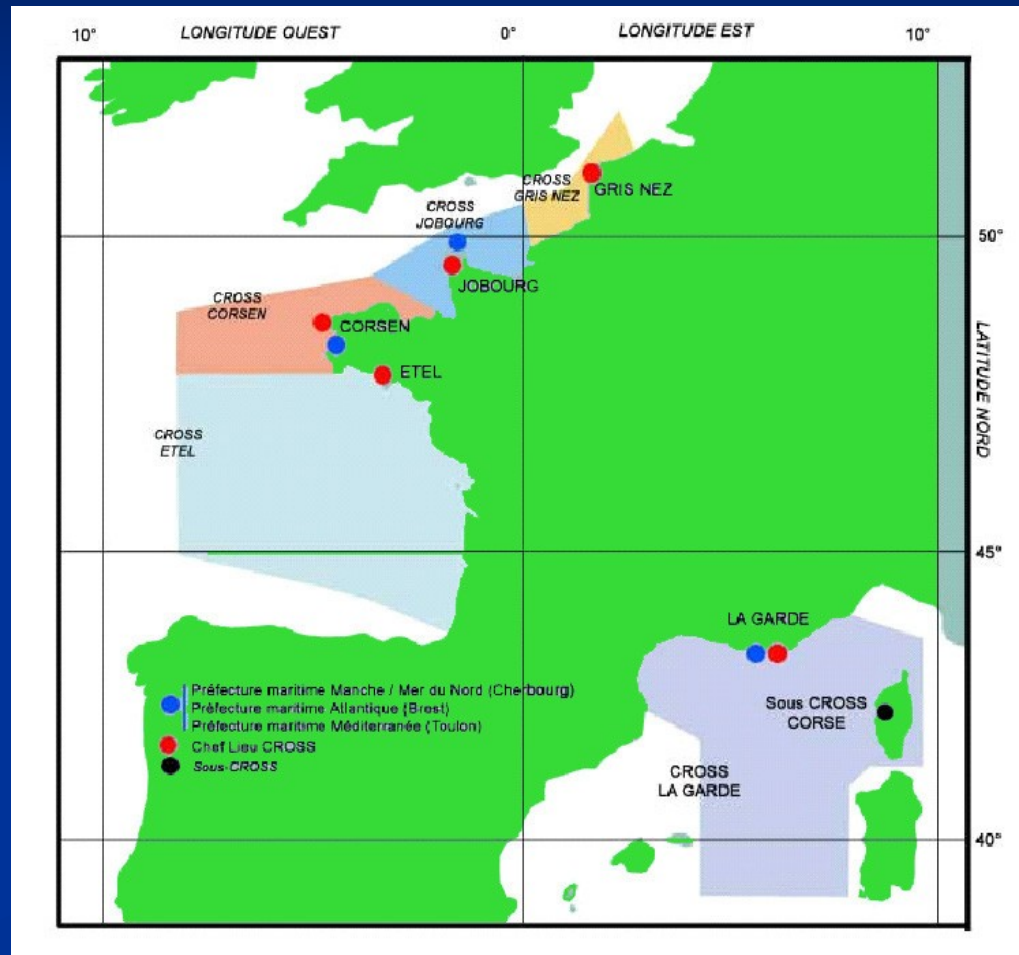 10° LONGITUDE OUEST 0° LONGITUDE EST 10°
CROSS
GRIS NEZ
GRIS NEZ
CROSS
JOBOURG
50°
JOBOURG
CROSS
CORSEN
CORSEN
ETEL
LATITUDE NORD
CROSS
ETEL
45°
LA GARDE
Préfecture maritime Manche / Mer du Nord (Cherbourg)
Préfecture maritime Atlantique (Brest)
Préfecture maritime Méditerranée (Toulon)
Chef Lieu CROSS
Sous-CROSS
Sous CROSS
CORSE
CROSS
LA GARDE
40°